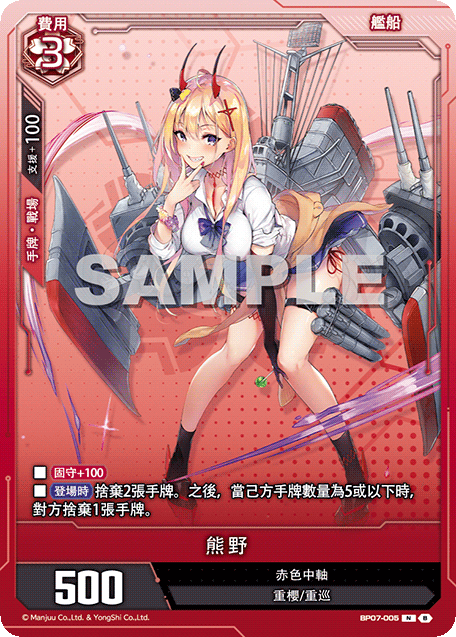 費用
3
艦船
支援+100
手牌・戰場
SAMPLE
■ 固守+100
■ 登場時 捨棄2張手牌。之後，當己方手牌數量為5或以下時，
對方捨棄1張手牌。
熊野
500
赤色中軸
重櫻/重巡
© Manjuu Co.,Ltd. & YongShi Co.,Ltd.
BP07-005 N B